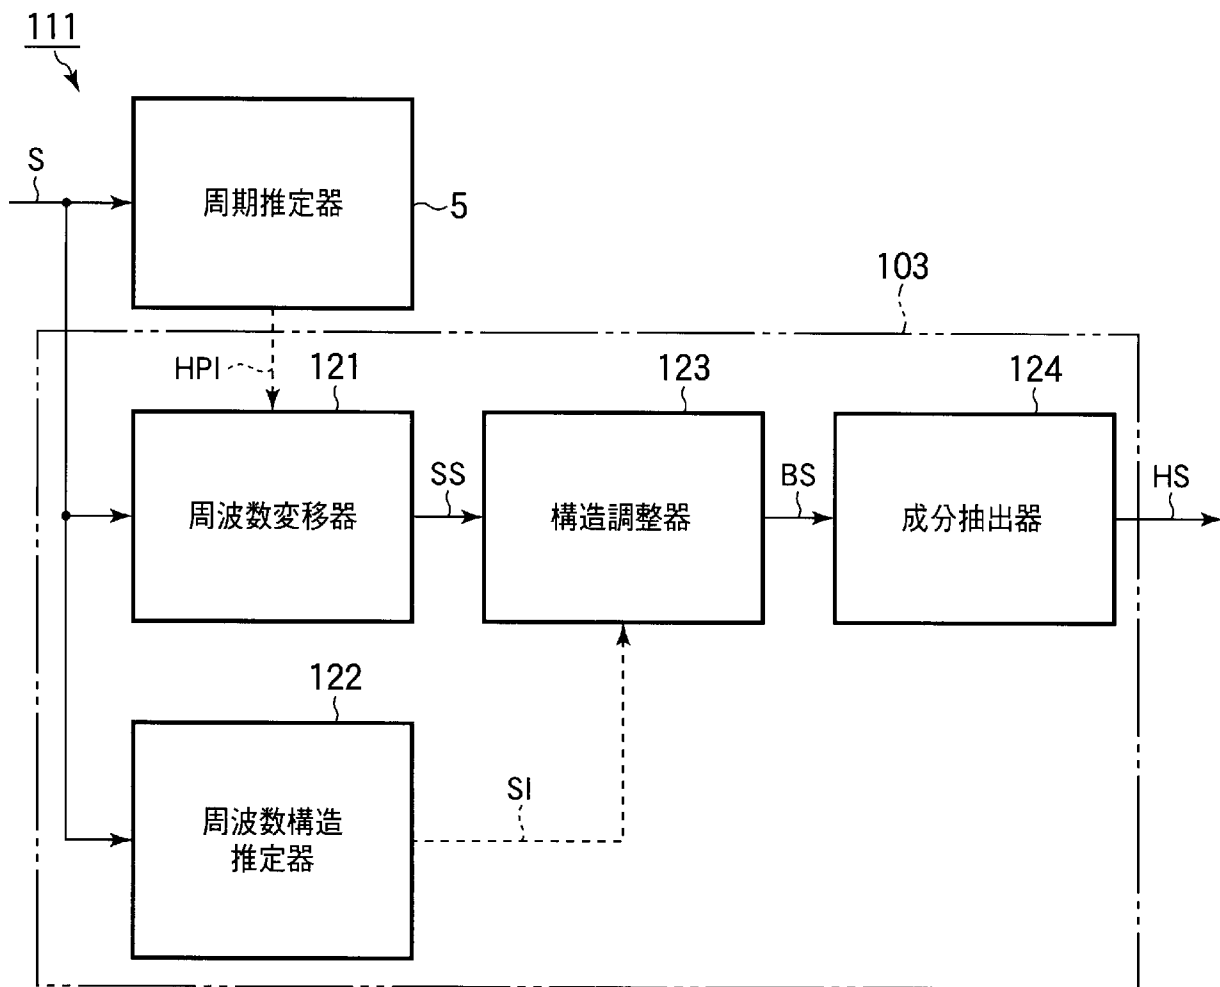 111
S
周期推定器
5
103
HPI
121
123
124
周波数変移器
SS
構造調整器
BS
成分抽出器
HS
122
周波数構造
推定器
SI